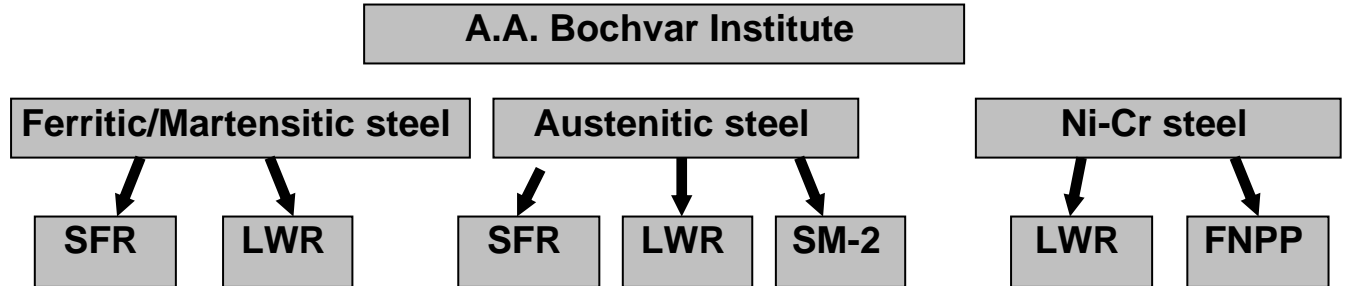 A.A. Bochvar Institute
Ferritic/Martensitic steel Austenitic steel Ni-Cr steel
SFR LWR SFR LWR SM-2 LWR FNPP